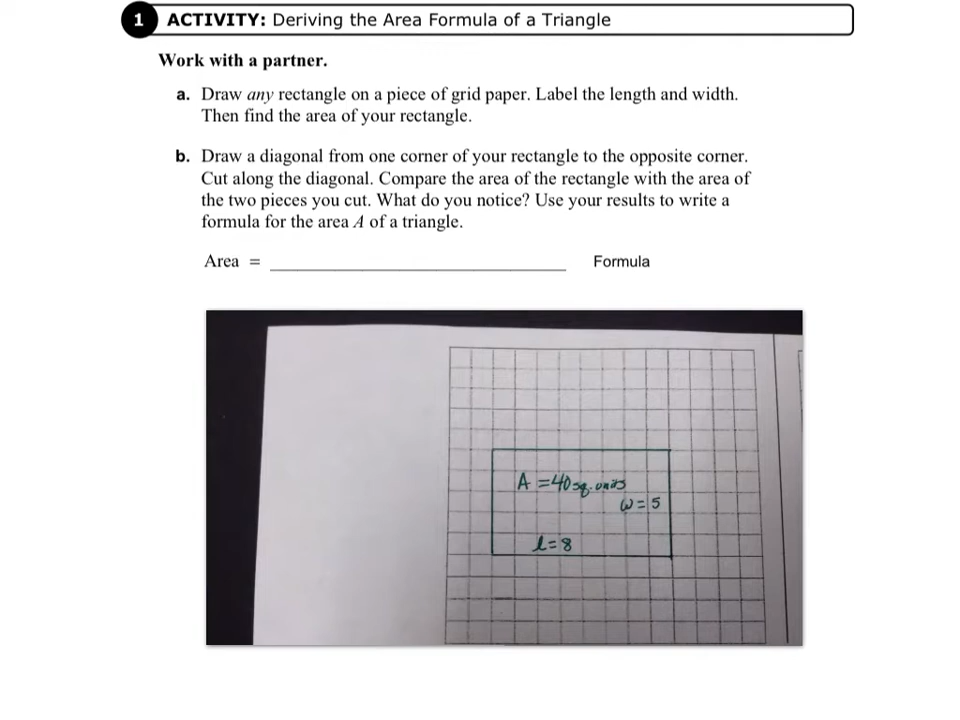 1 ACTIVITY: Deriving the Area Formula of a Triangle
Work with a partner.
a. Draw any rectangle on a piece of grid paper. Label the length and width.
Then find the area of your rectangle.
b. Draw a diagonal from one corner of your rectangle to the opposite corner.
Cut along the diagonal. Compare the area of the rectangle with the area of
the two pieces you cut. What do you notice? Use your results to write a
formula for the area A of a triangle.
Area = ______________________________ Formula
A = 40 sq. units
w = 5
l = 8